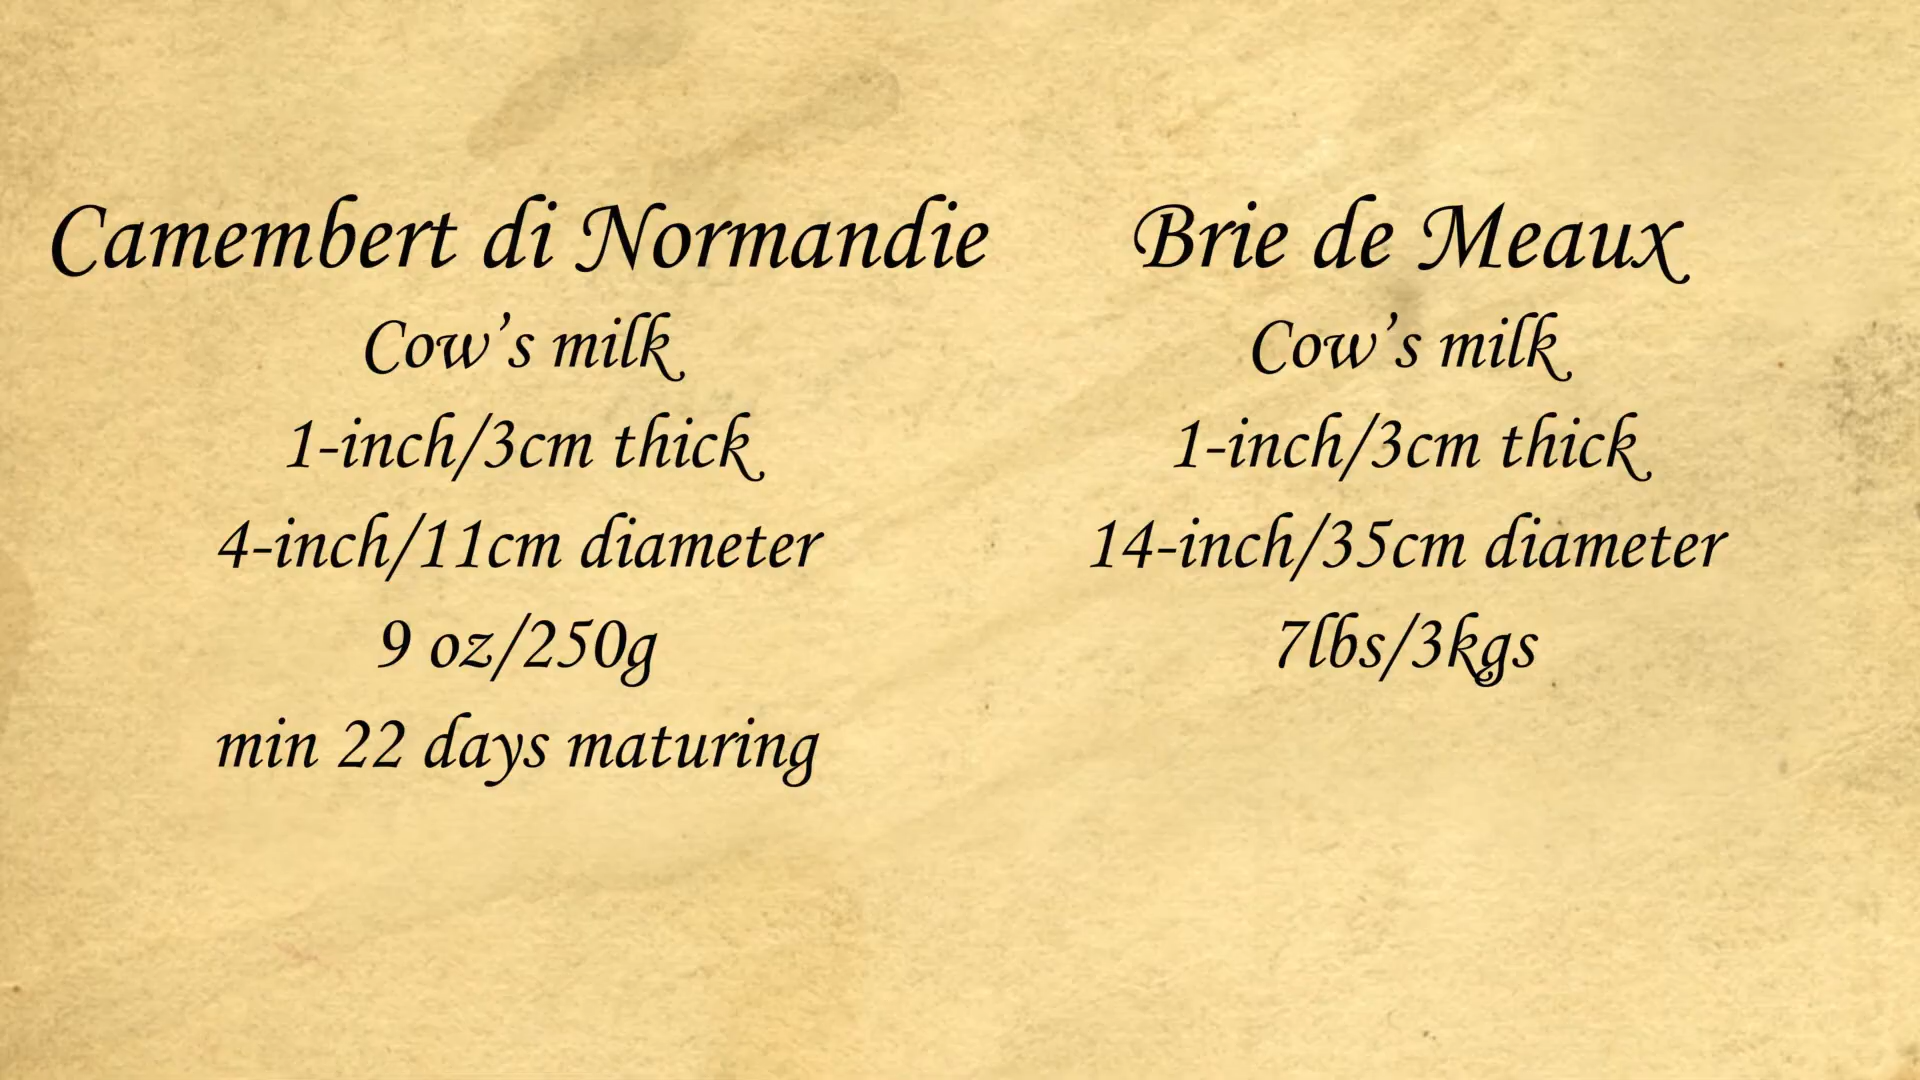 Camembert di Normandie
Cow's milk
1-inch/3cm thick
4-inch/11cm diameter
9 oz/250g
min 22 days maturing
Brie de Meaux
Cow's milk
1-inch/3cm thick
14-inch/35cm diameter
7lbs/3kgs